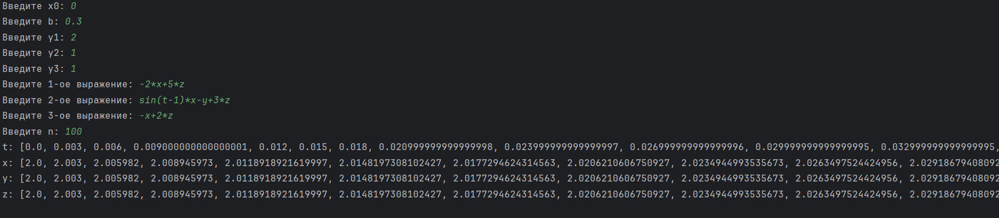 Введите x0: 0
Введите b: 0.3
Введите y1: 2
Введите y2: 1
Введите y3: 1
Введите 1-ое выражение: -2*x+5*z
Введите 2-ое выражение: sin(t-1)*x-y+3*z
Введите 3-ое выражение: -x+2*z
Введите n: 100
t: [0.0, 0.003, 0.006, 0.009000000000000001, 0.012, 0.015, 0.018, 0.020999999999999998, 0.023999999999999997, 0.026999999999999996, 0.029999999999999995, 0.032999999999999995,
x: [2.0, 2.003, 2.005982, 2.008945973, 2.0118918921619997, 2.0148197308102427, 2.0177294624314563, 2.0206210606750927, 2.0234944993535673, 2.0263497524424956, 2.02918679408092
y: [2.0, 2.003, 2.005982, 2.008945973, 2.0118918921619997, 2.0148197308102427, 2.0177294624314563, 2.0206210606750927, 2.0234944993535673, 2.0263497524424956, 2.02918679408092
z: [2.0, 2.003, 2.005982, 2.008945973, 2.0118918921619997, 2.0148197308102427, 2.0177294624314563, 2.0206210606750927, 2.0234944993535673, 2.0263497524424956, 2.02918679408092